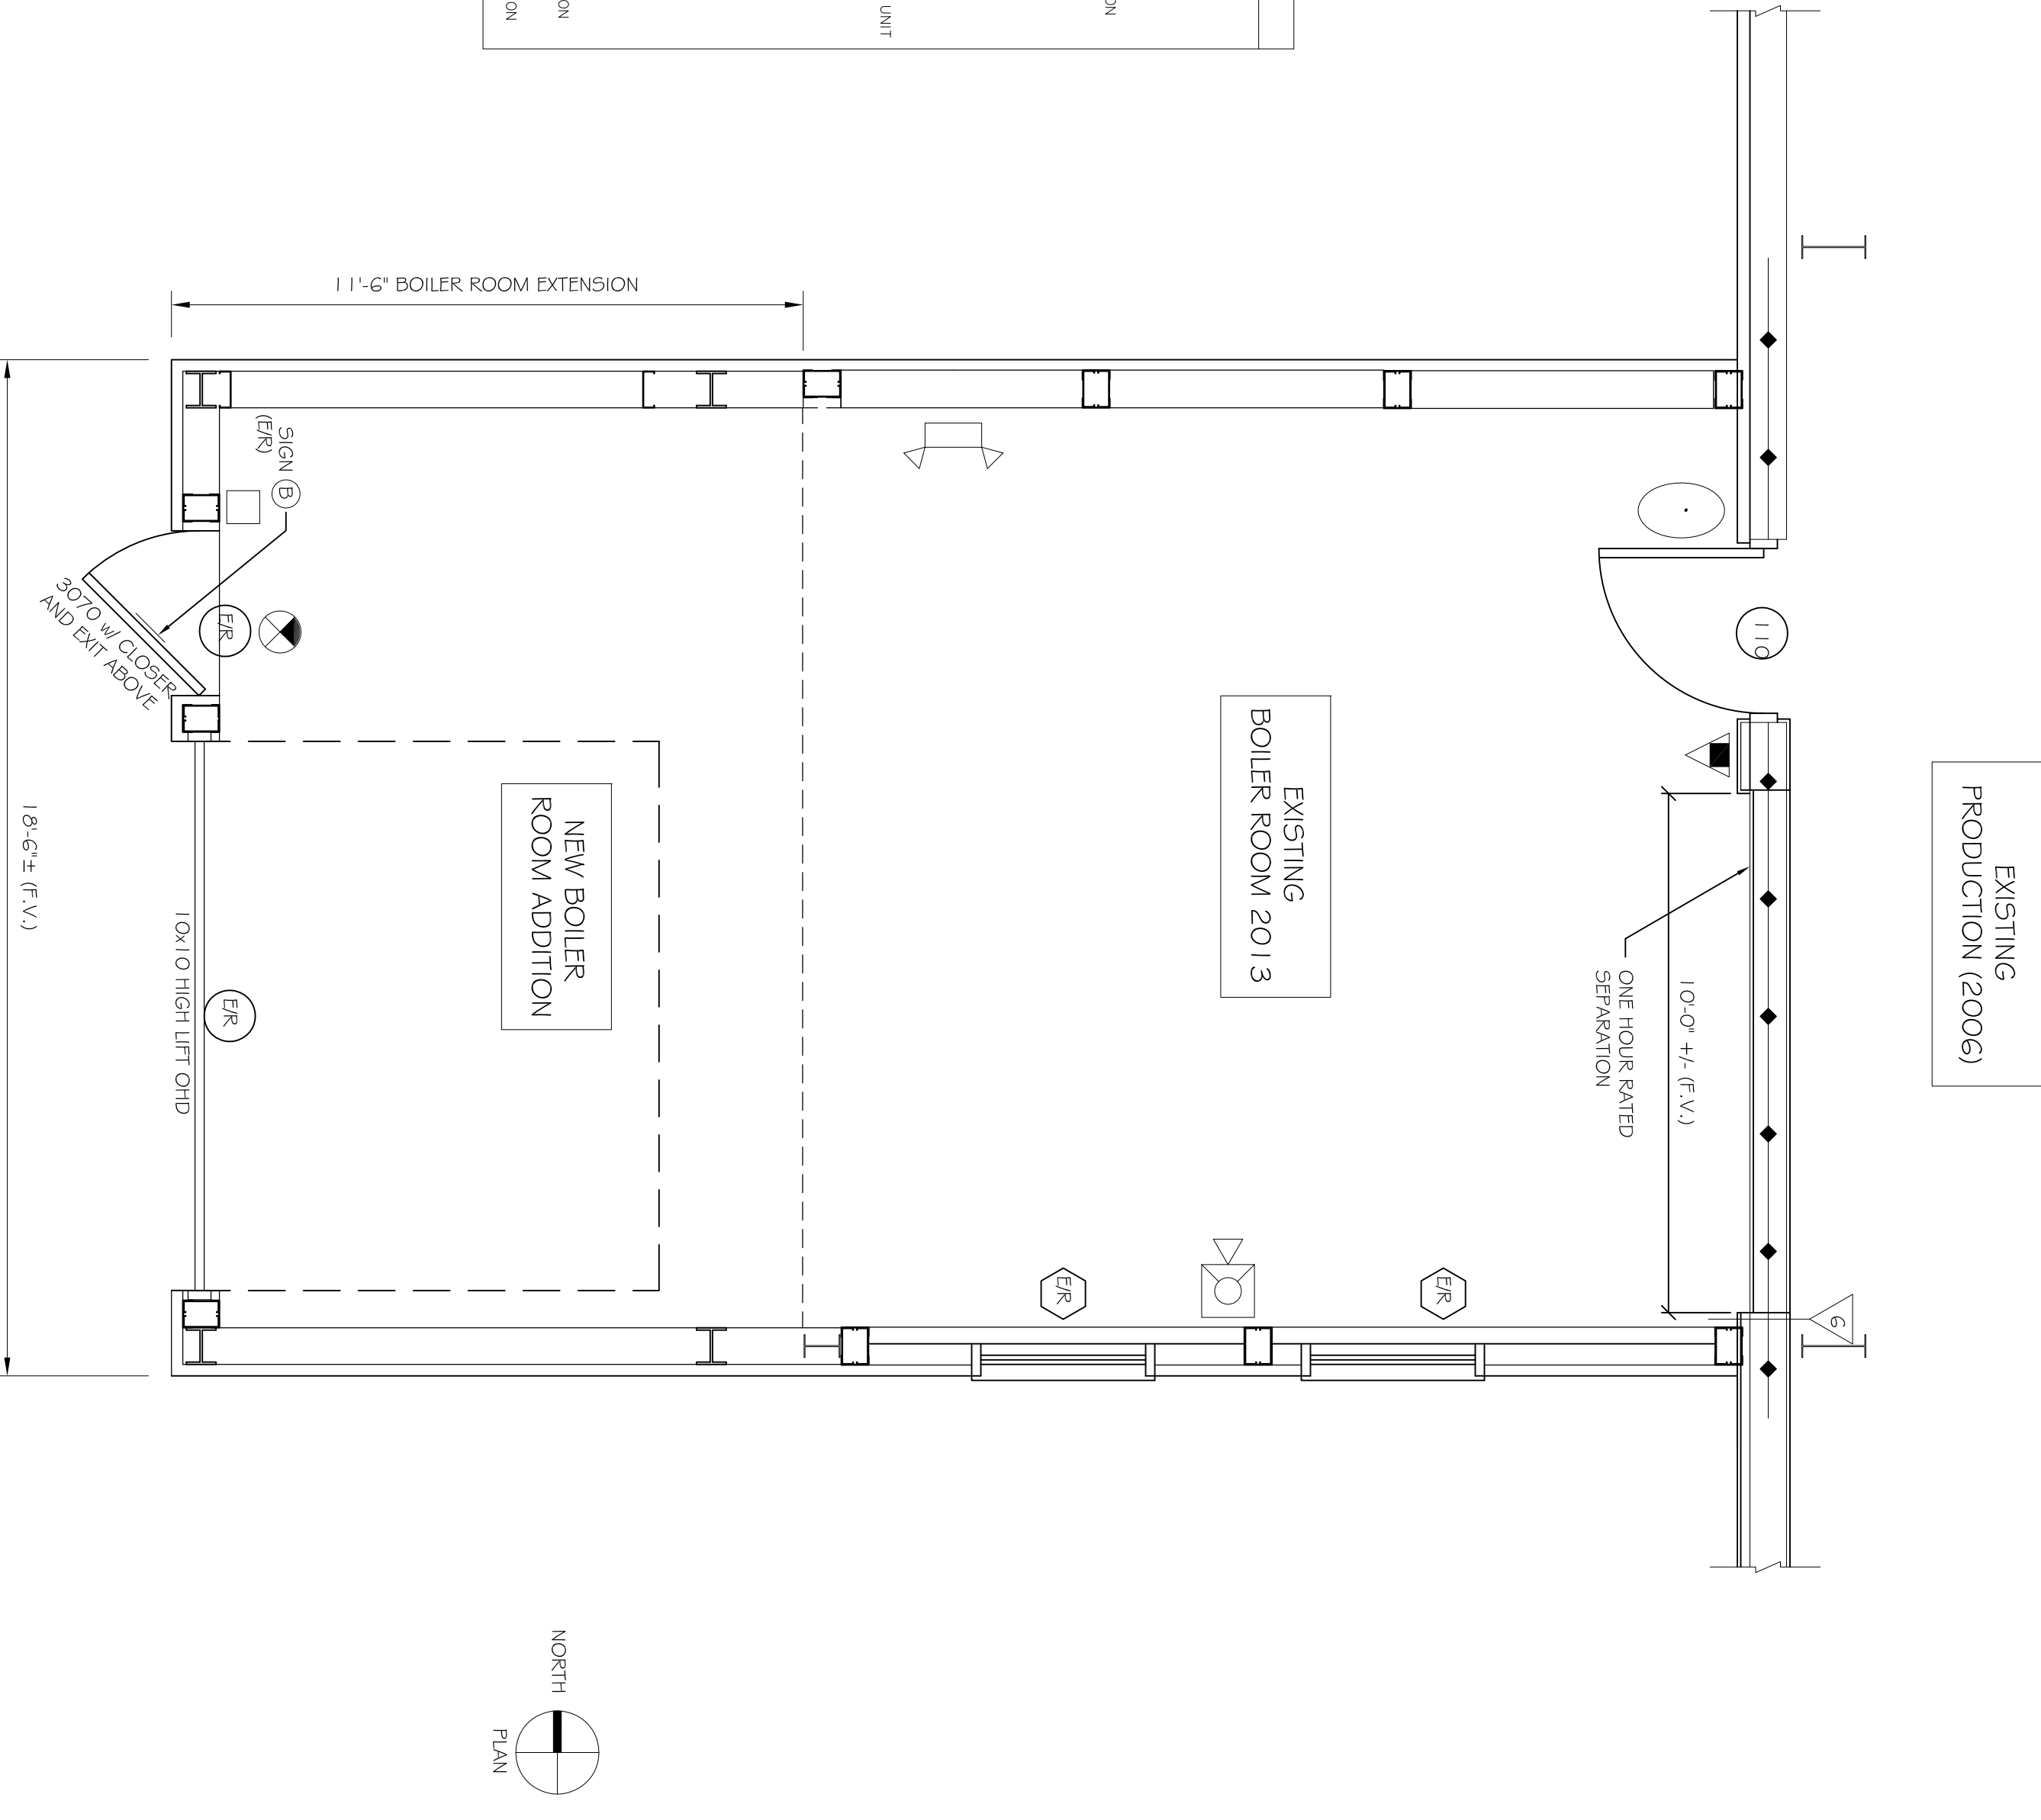 ON
ON
UNIT
ON
11'-6" BOILER ROOM EXTENSION
SIGN B
(E/R)
E/R
3070 w/ CLOSER
AND EXIT ABOVE
110
EXISTING
BOILER ROOM 2013
NEW BOILER
ROOM ADDITION
EXISTING
PRODUCTION (2006)
18'-6"± (F.V.)
10x10 HIGH LIFT OHD
E/R
ONE HOUR RATED
SEPARATION
10'-0" +/- (F.V.)
E/R
E/R
6
NORTH
PLAN